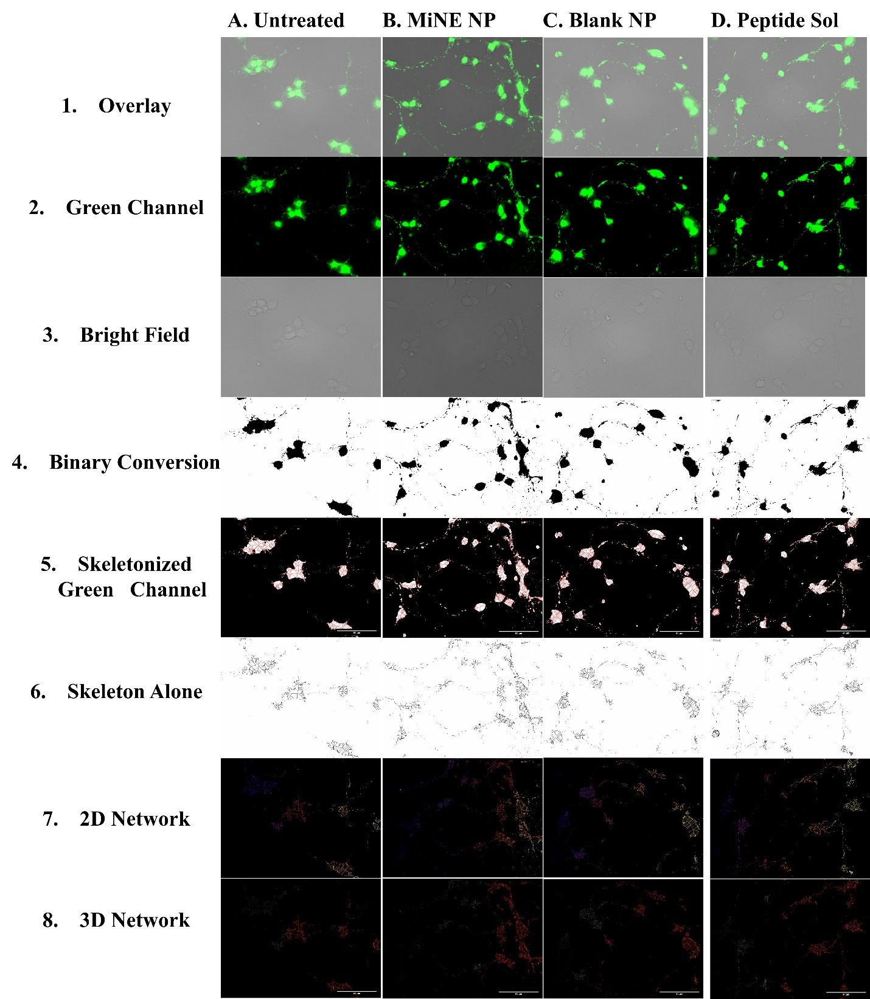 A. Untreated
B. MiNE NP
C. Blank NP
D. Peptide Sol
1. Overlay
2. Green Channel
3. Bright Field
4. Binary Conversion
5. Skeletonized
Green Channel
6. Skeleton Alone
7. 2D Network
8. 3D Network